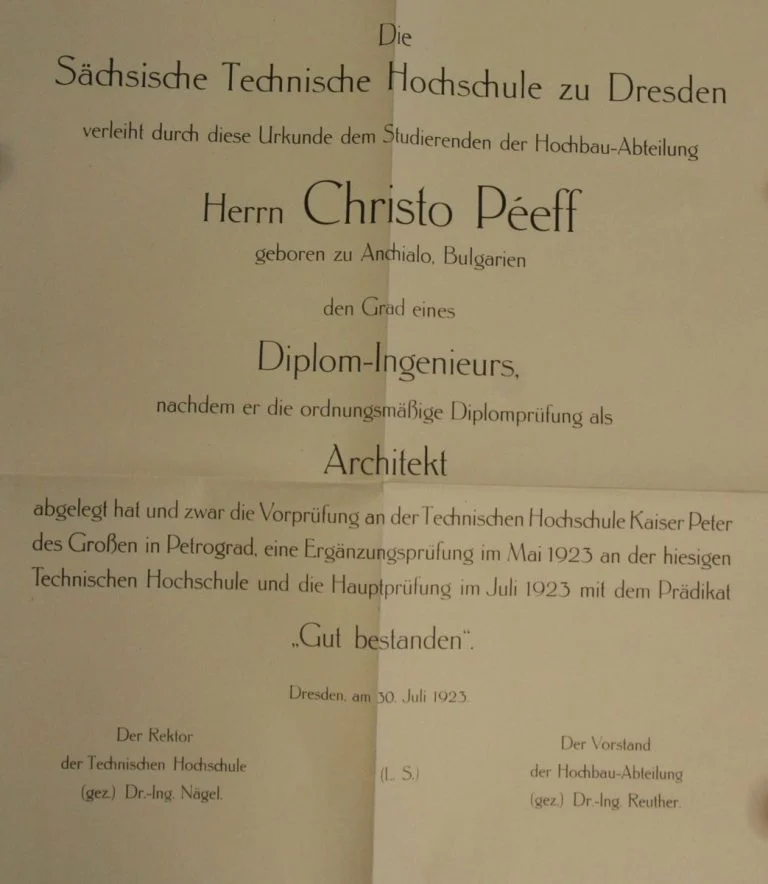 Die
Sächsische Technische Hochschule zu Dresden
verleiht durch diese Urkunde dem Studierenden der Hochbau-Abteilung
Herrn Christo Péeff
geboren zu Anchialo, Bulgarien
den Grad eines
Diplom-Ingenieurs,
nachdem er die ordnungsmäßige Diplomprüfung als
Architekt
abgelegt hat und zwar die Vorprüfung an der Technischen Hochschule Kaiser Peter
des Großen in Petrograd, eine Ergänzungsprüfung im Mai 1923 an der hiesigen
Technischen Hochschule und die Hauptprüfung im Juli 1923 mit dem Prädikat
„Gut bestanden“.
Dresden, am 30. Juli 1923.
Der Rektor
der Technischen Hochschule
(gez.) Dr.-Ing. Nägel.
(L. S.)
Der Vorstand
der Hochbau-Abteilung
(gez.) Dr.-Ing. Reuther.